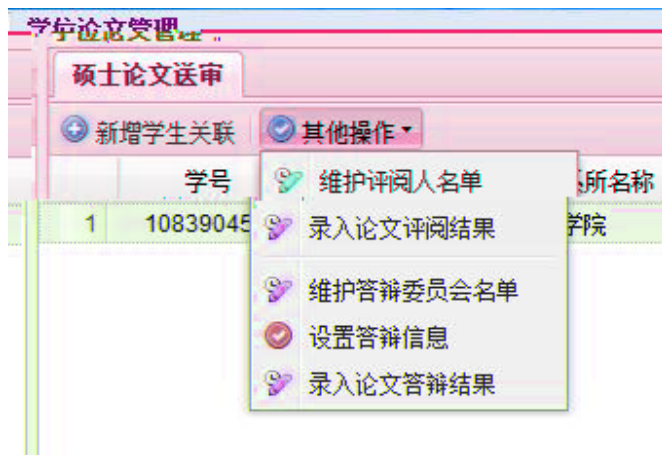 学位论文管理
硕士论文送审
新增学生关联 其他操作
学号 所名称
1 10839045 学院
维护评阅人名单
录入论文评阅结果
维护答辩委员会名单
设置答辩信息
录入论文答辩结果